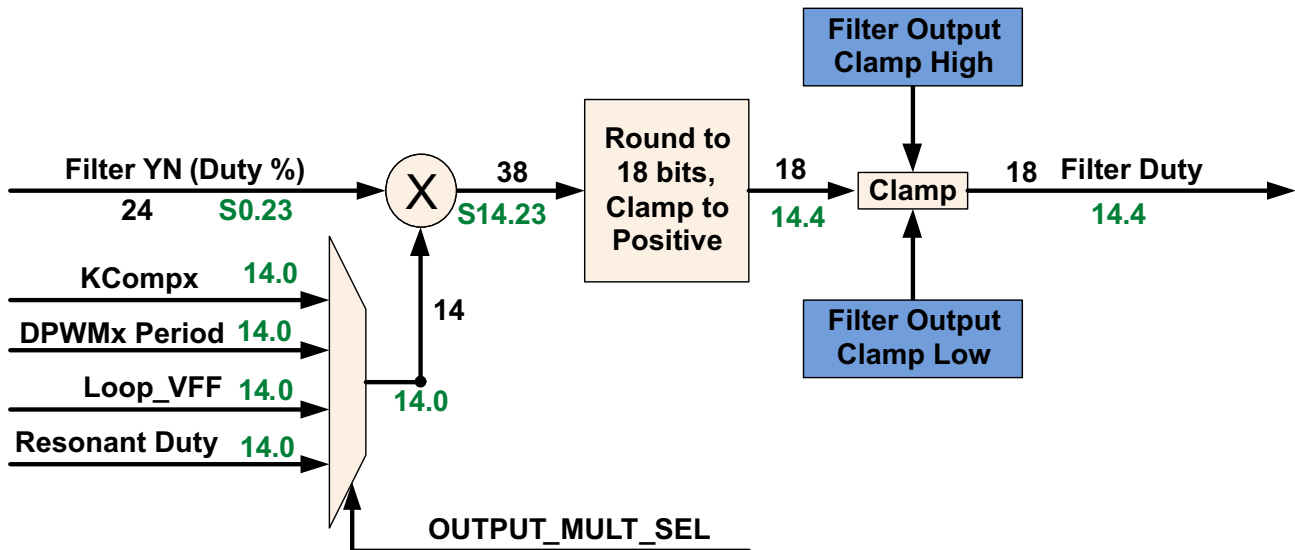 Filter Output
Clamp High
Filter YN (Duty %)
24
S0.23
X
38
S14.23
Round to
18 bits,
Clamp to
Positive
18
14.4
Clamp
18
Filter Duty
14.4
KCompx
14.0
DPWMx Period
14.0
Loop_VFF
14.0
Resonant Duty
14.0
14
14.0
Filter Output
Clamp Low
OUTPUT_MULT_SEL